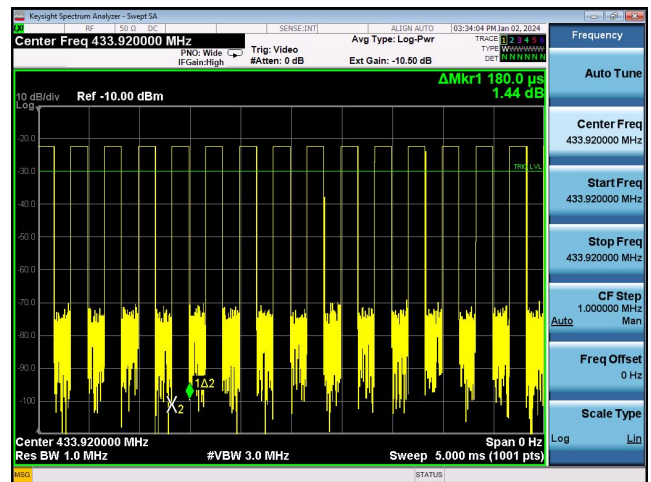 Keysight Spectrum Analyzer - Swept SA
RF 50 Ω DC SENSE:INT ALIGN AUTO 03:34:04 PM Jan 02, 2024
Center Freq 433.920000 MHz
PNO: Wide
IFGain:High
Trig: Video
#Atten: 0 dB
Avg Type: Log-Pwr
Ext Gain: -10.50 dB
TRACE 1 2 3 4 5 6
TYPE WWWWWW
DET N N N N N N
ΔMkr1 180.0 µs
1.44 dB
10 dB/div Ref -10.00 dBm
Log
-20.0
-30.0
-40.0
-50.0
-60.0
-70.0
-80.0
-90.0
-100
TRIG LVL
1Δ2
X2
Center 433.920000 MHz Span 0 Hz
Res BW 1.0 MHz #VBW 3.0 MHz Sweep 5.000 ms (1001 pts)
MSG STATUS
Frequency
Auto Tune
Center Freq
433.920000 MHz
Start Freq
433.920000 MHz
Stop Freq
433.920000 MHz
CF Step
1.000000 MHz
Auto Man
Freq Offset
0 Hz
Scale Type
Log Lin